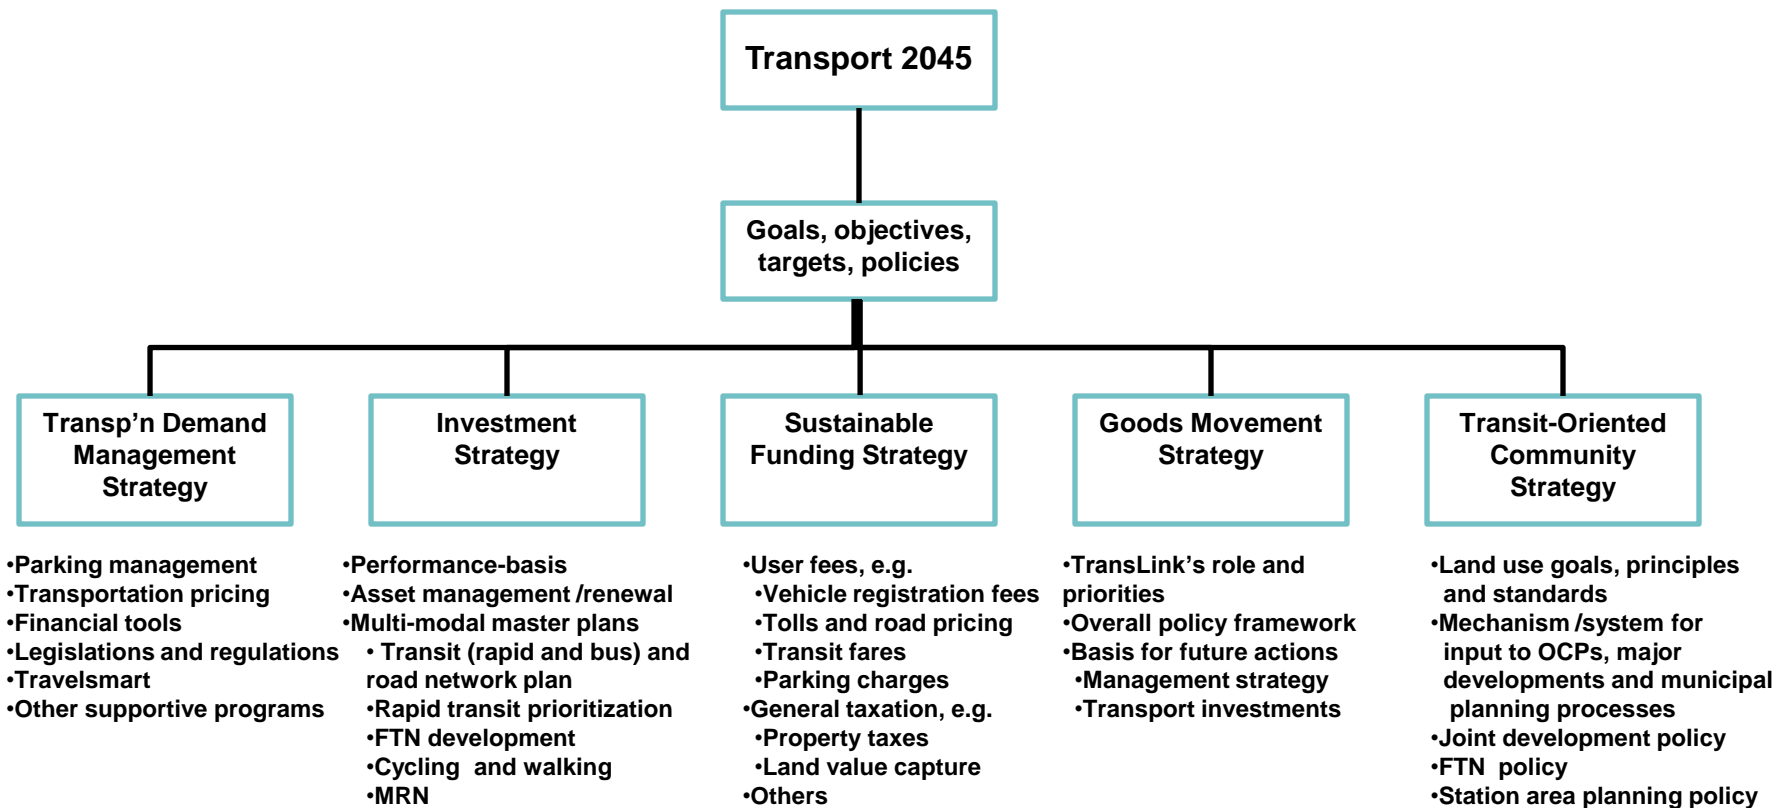 Transport 2045
Goals, objectives,
targets, policies
Transp’n Demand
Management
Strategy
Investment
Strategy
Sustainable
Funding Strategy
Goods Movement
Strategy
Transit-Oriented
Community
Strategy
•Parking management
•Transportation pricing
•Financial tools
•Legislations and regulations
•Travelsmart
•Other supportive programs
•Performance-basis
•Asset management /renewal
•Multi-modal master plans
• Transit (rapid and bus) and
road network plan
•Rapid transit prioritization
•FTN development
•Cycling and walking
•MRN
•User fees, e.g.
•Vehicle registration fees
•Tolls and road pricing
•Transit fares
•Parking charges
•General taxation, e.g.
•Property taxes
•Land value capture
•Others
•TransLink’s role and
priorities
•Overall policy framework
•Basis for future actions
•Management strategy
•Transport investments
•Land use goals, principles
and standards
•Mechanism /system for
input to OCPs, major
developments and municipal
planning processes
•Joint development policy
•FTN policy
•Station area planning policy